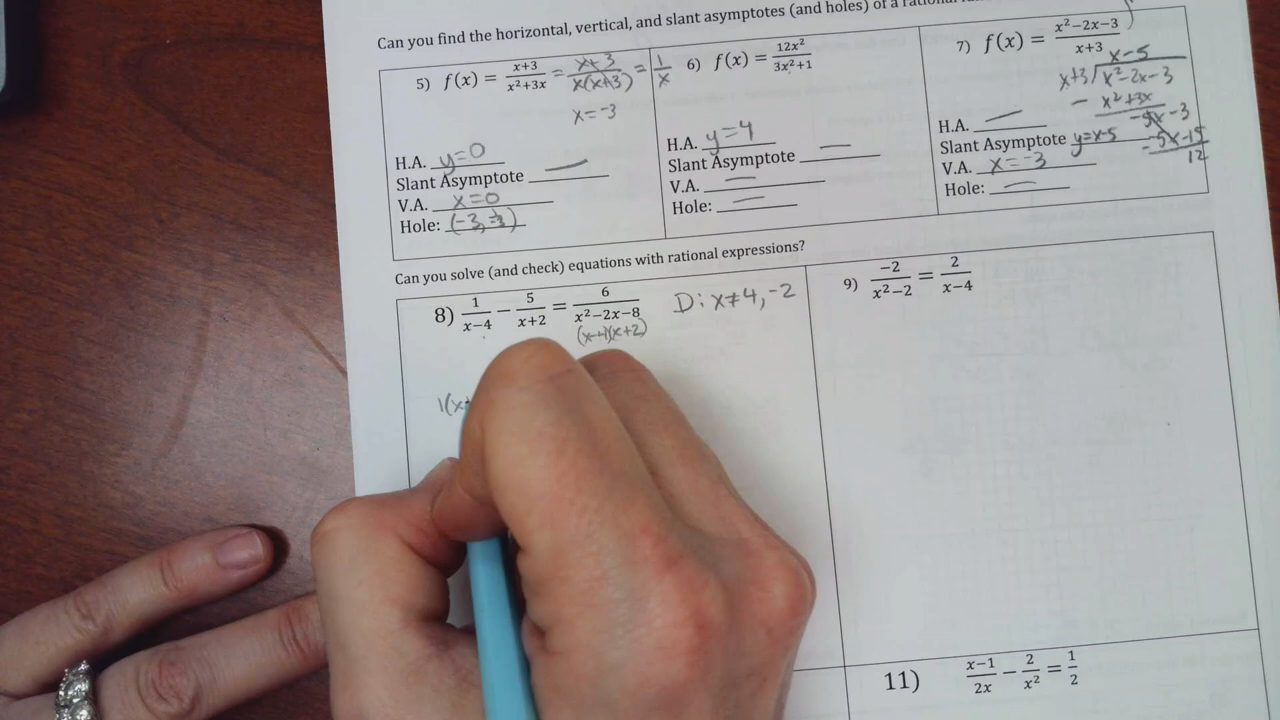 Can you find the horizontal, vertical, and slant asymptotes (and holes) of a rational
5) f(x) = x+3/x²+3x = x+3/x(x+3) = 1/x
x=-3
H.A. y=0
Slant Asymptote —
V.A. x=0
Hole: (-3, -1/3)
6) f(x) = 12x²/3x²+1
H.A. y=4
Slant Asymptote —
V.A. —
Hole: —
7) f(x) = x²−2x−3/x+3
x-5
x+3 x²-2x-3
- x²+3x
-5x-3
- -5x-15
12
H.A. —
Slant Asymptote y=x-5
V.A. x=-3
Hole: —
Can you solve (and check) equations with rational expressions?
8) 1/x−4 − 5/x+2 = 6/x²−2x−8 D: x≠4,-2
(x-4)(x+2)
1(x+
9) −2/x²−2 = 2/x−4
11) x−1/2x − 2/x² = 1/2